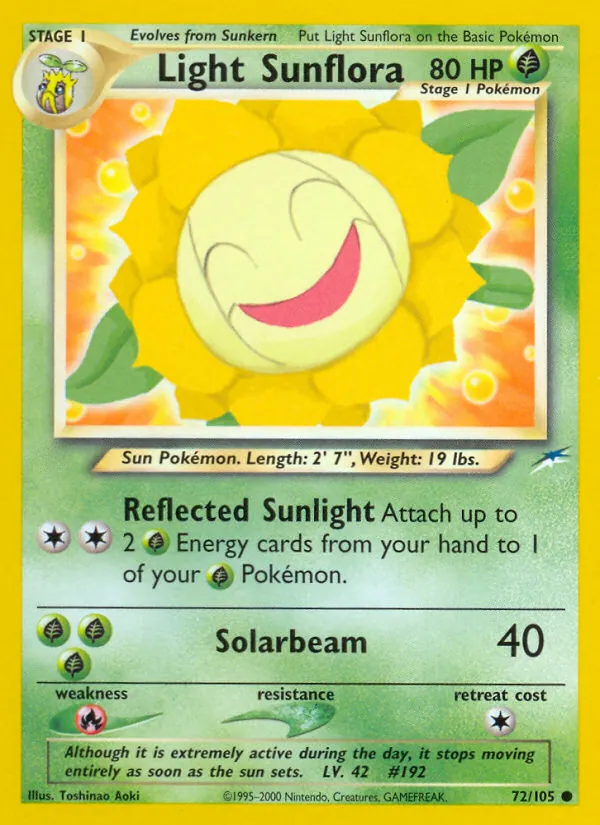 STAGE 1 Evolves from Sunkern Put Light Sunflora on the Basic Pokémon
Light Sunflora 80 HP
Stage 1 Pokémon
Sun Pokémon. Length: 2' 7", Weight: 19 lbs.
Reflected Sunlight Attach up to
2 Energy cards from your hand to 1
of your Pokémon.
Solarbeam 40
weakness resistance retreat cost
Although it is extremely active during the day, it stops moving
entirely as soon as the sun sets. LV. 42 #192
Illus. Toshinao Aoki ©1995-2000 Nintendo, Creatures, GAMEFREAK. 72/105